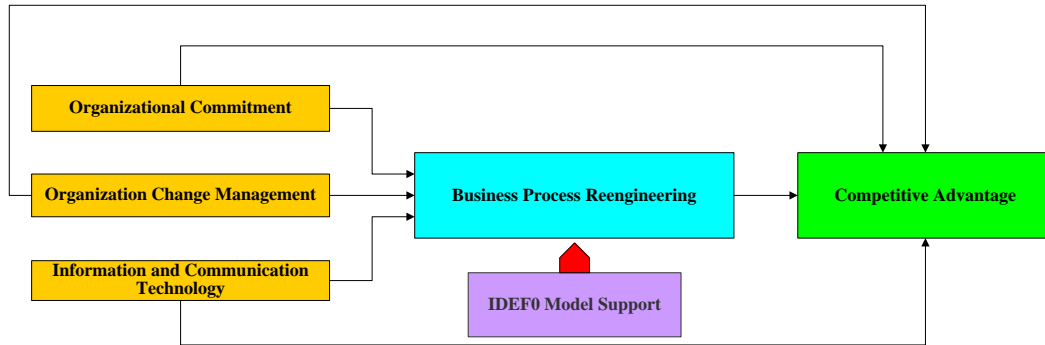 Organizational Commitment
Organization Change Management
Business Process Reengineering
Competitive Advantage
Information and Communication
Technology
IDEF0 Model Support